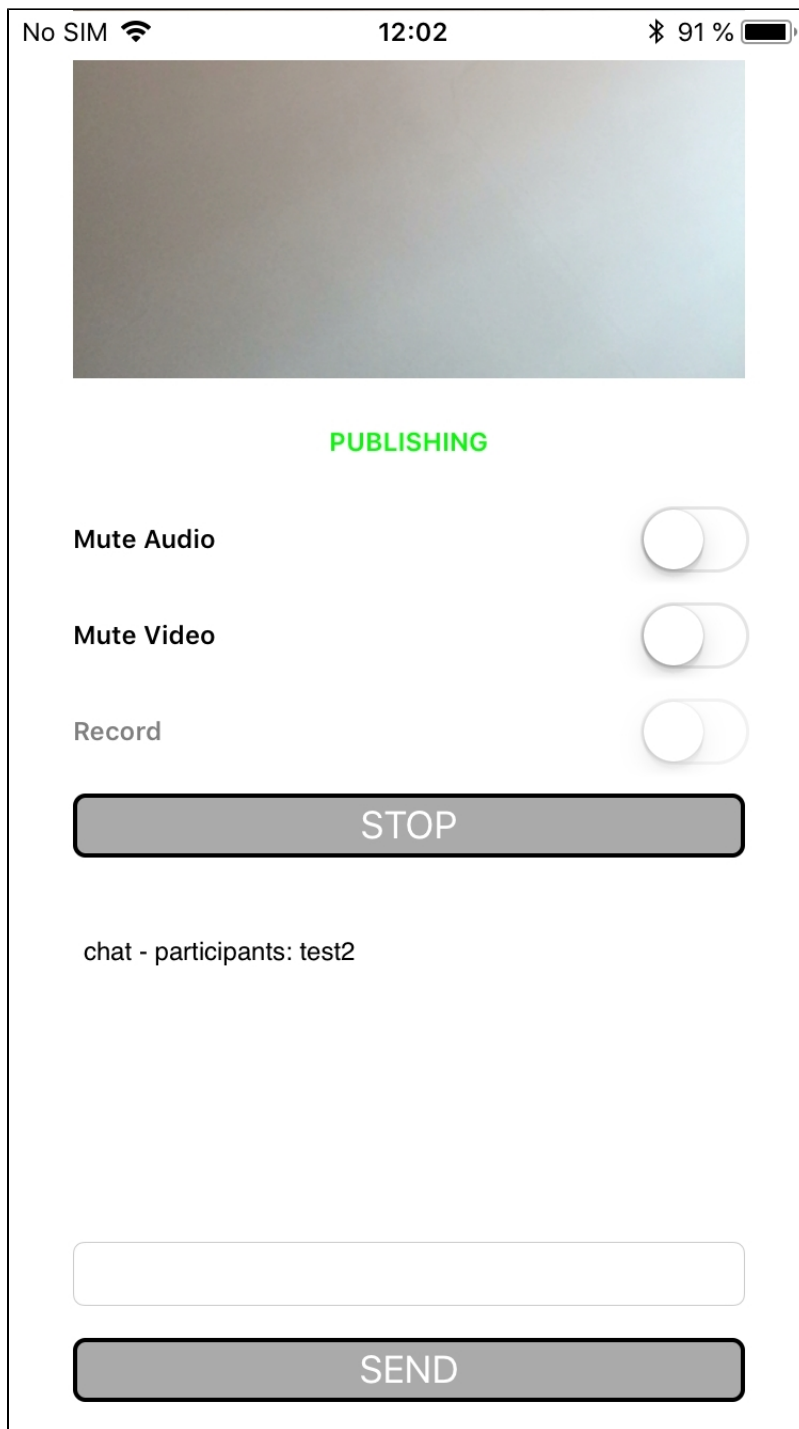 No SIM 12:02 91 %
PUBLISHING
Mute Audio
Mute Video
Record
STOP
chat - participants: test2
SEND